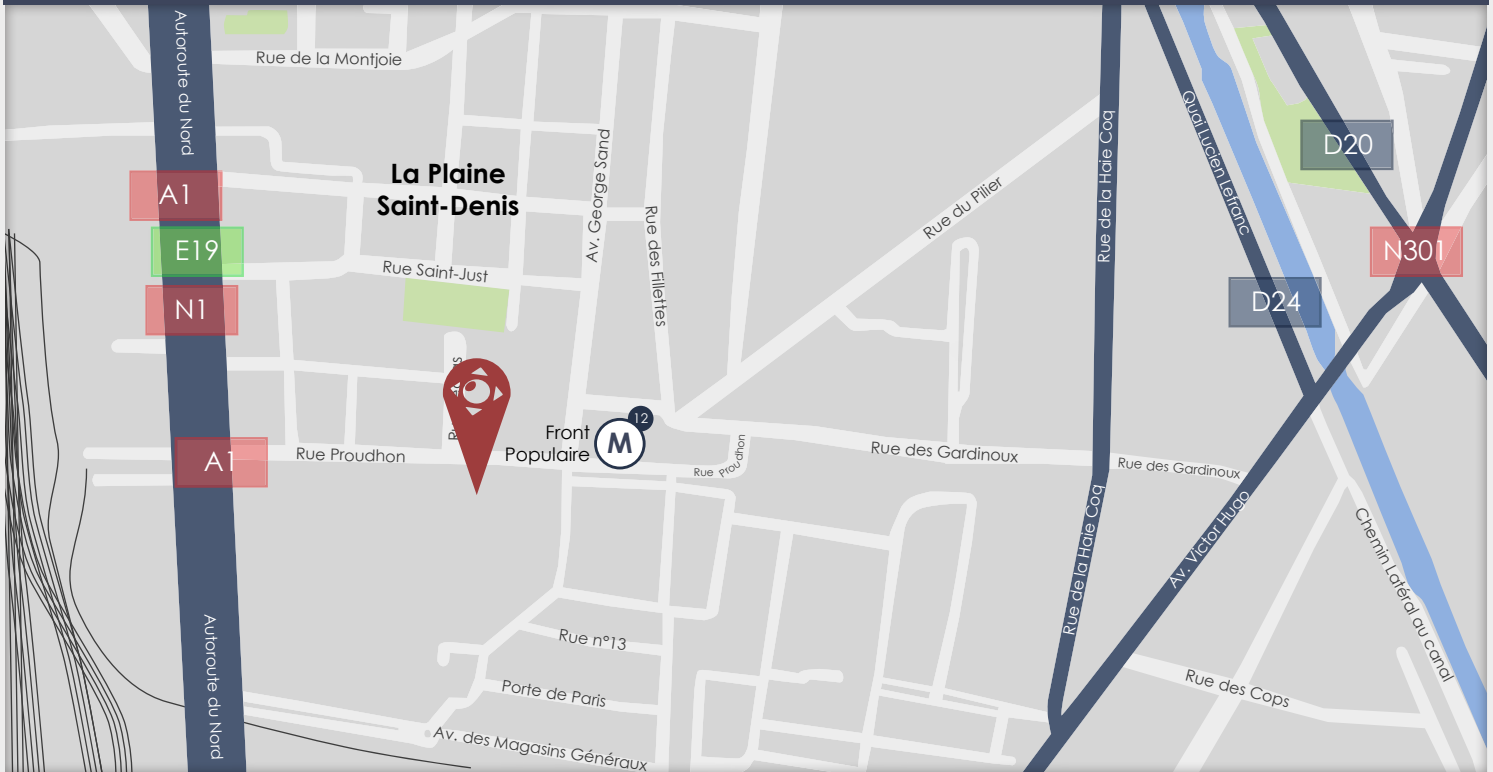 Autoroute du Nord
Rue de la Montjoie
La Plaine
Saint-Denis
A1
E19
N1
A1
Av. George Sand
Rue des Fillettes
Rue Saint-Just
Rue du Pilier
Rue de la Haie Coq
Quai Lucien Lefranc
D20
N301
D24
Front
Populaire
M
12
Rue Proudhon
Rue Proudhon
Rue des Gardinoux
Rue des Gardinoux
Rue de la Haie Coq
Av. Victor Hugo
Chemin Latéral au canal
Autoroute du Nord
Rue n°13
Porte de Paris
Rue des Cops
Av. des Magasins Généraux